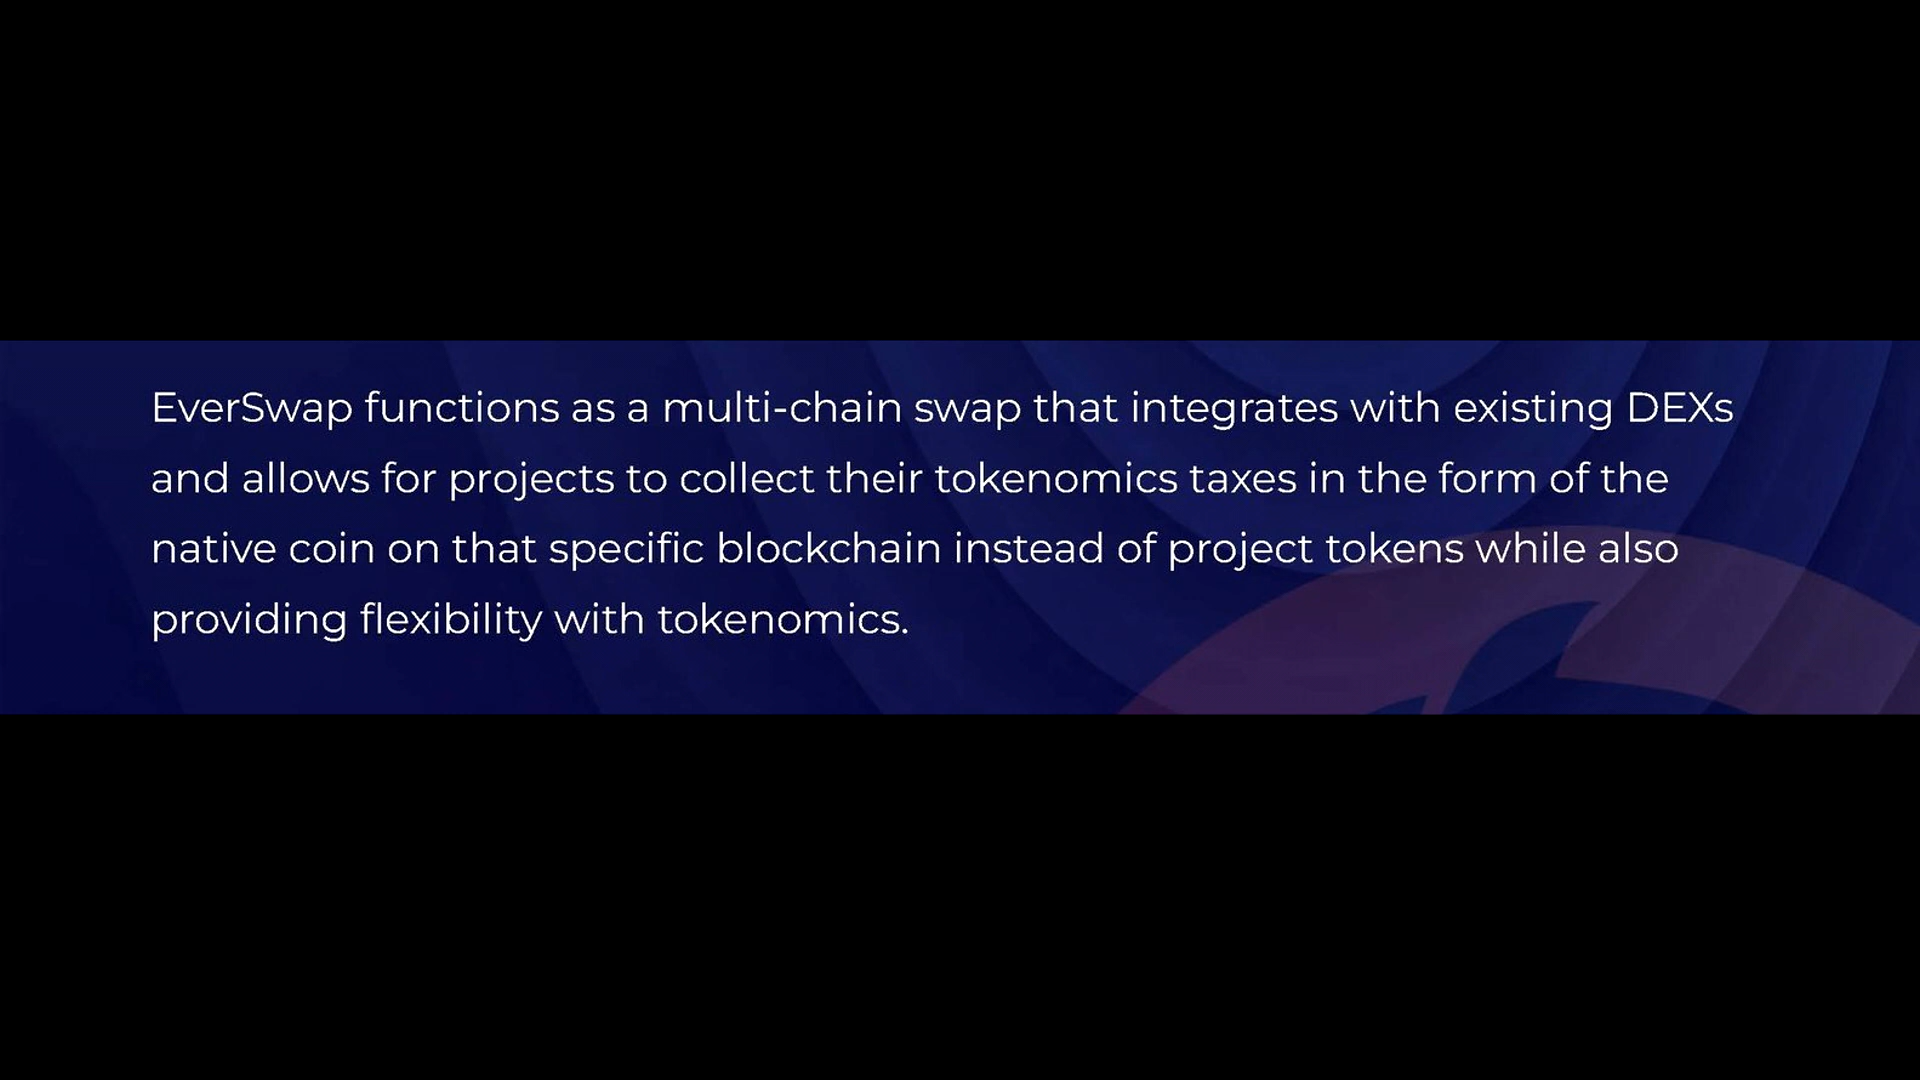 EverSwap functions as a multi-chain swap that integrates with existing DEXs
and allows for projects to collect their tokenomics taxes in the form of the
native coin on that specific blockchain instead of project tokens while also
providing flexibility with tokenomics.